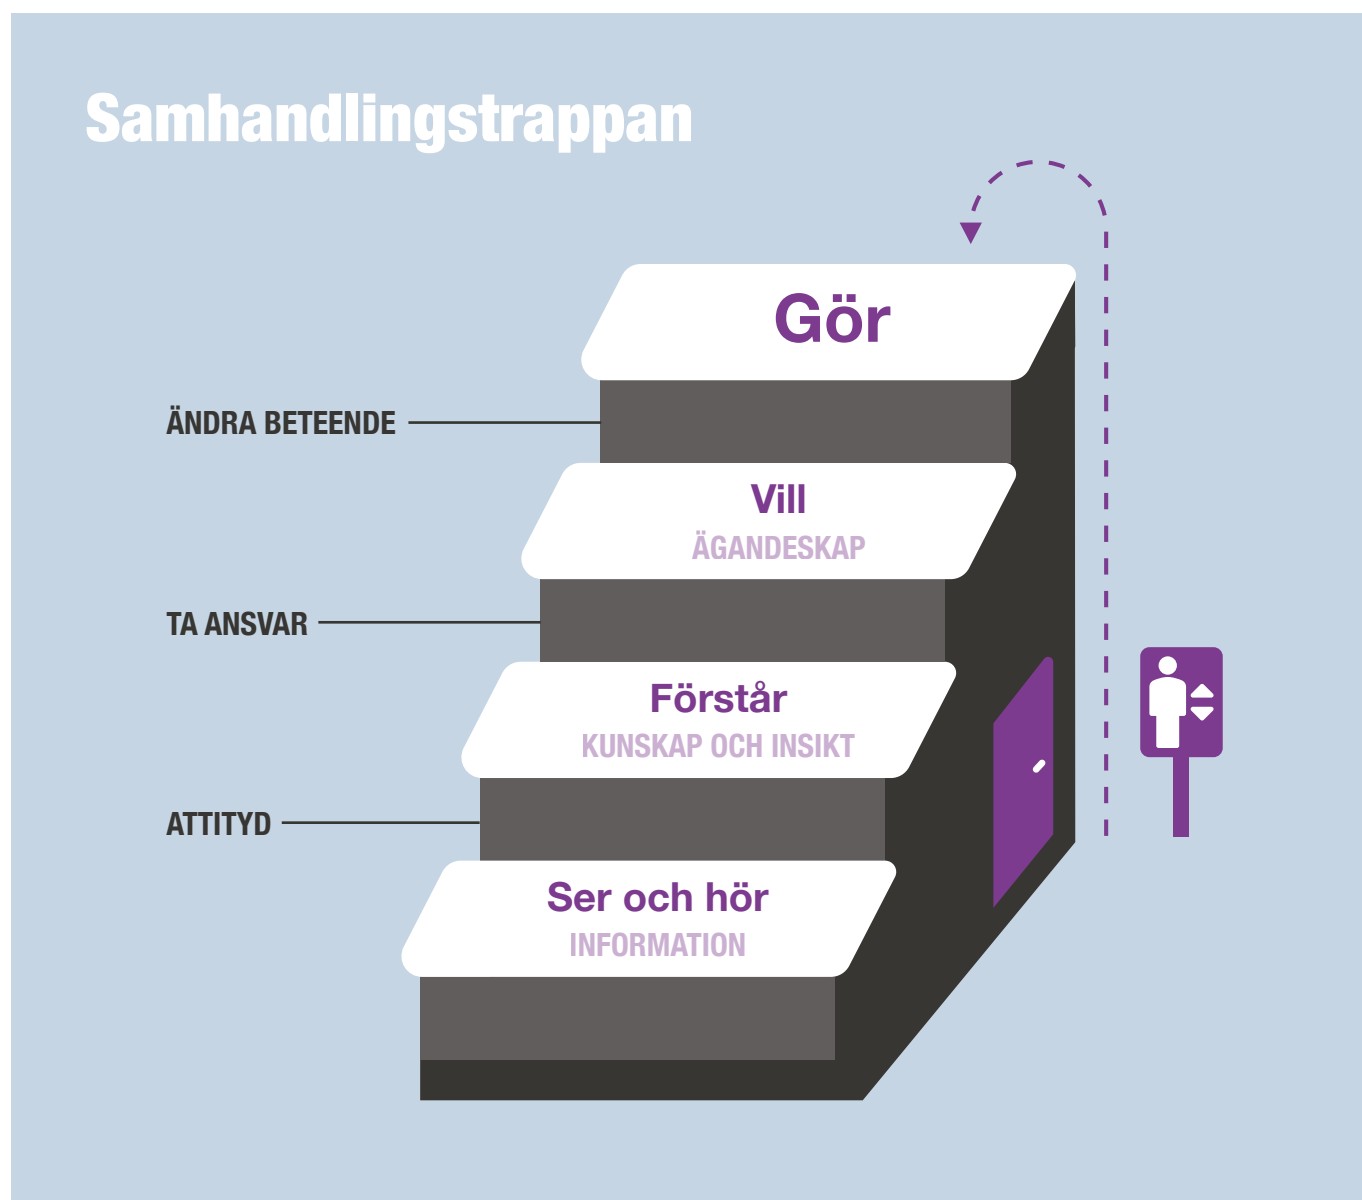 Samhandlingstrappan
Gör
ÄNDRA BETEENDE
Vill
ÄGANDESKAP
TA ANSVAR
Förstår
KUNSKAP OCH INSIKT
ATTITYD
Ser och hör
INFORMATION